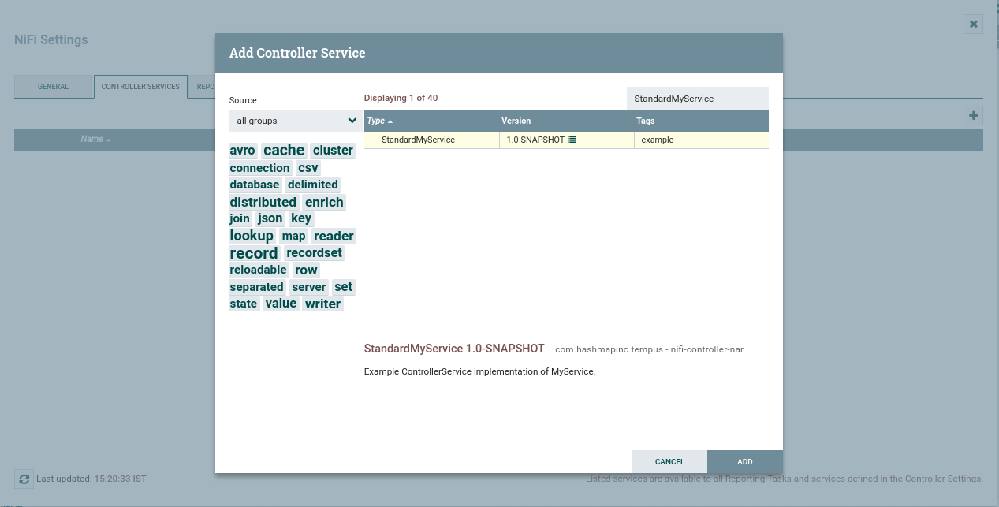 NiFi Settings
GENERAL
CONTROLLER SERVICES
REPO
Name
Add Controller Service
Source
Displaying 1 of 40
StandardMyService
all groups
Type
Version
Tags
StandardMyService
1.0-SNAPSHOT
example
avro cache cluster
connection csv
database delimited
distributed enrich
join json key
lookup map reader
record recordset
reloadable row
separated server set
state value writer
StandardMyService 1.0-SNAPSHOT com.hashmapinc.tempus - nifi-controller-nar
Example ControllerService implementation of MyService.
CANCEL
ADD
Last updated: 15:20:33 IST
Listed services are available to all Reporting Tasks and services defined in the Controller Settings.